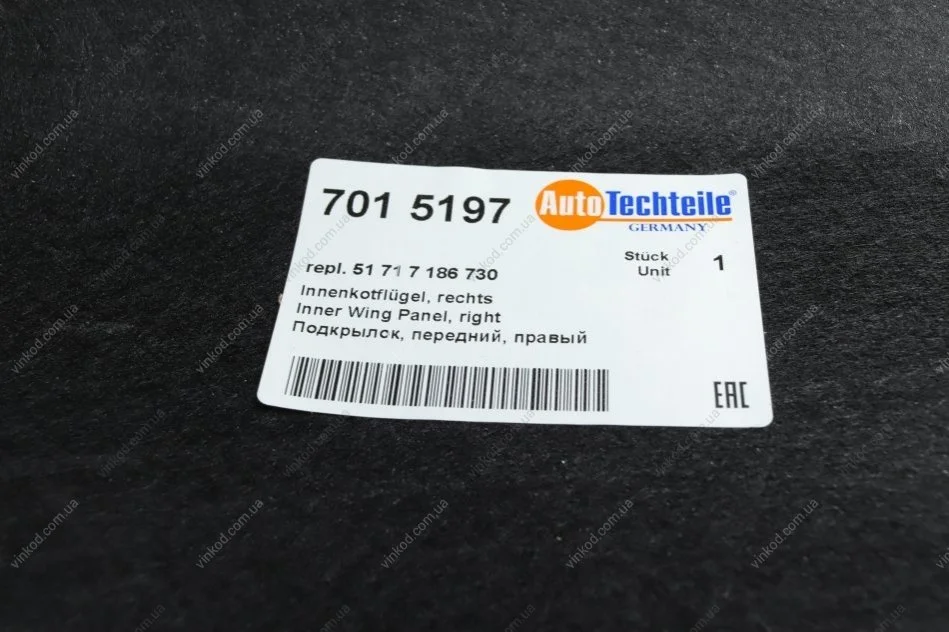 701 5197
AutoTechteile®
GERMANY
repl. 51 71 7 186 730
Stück
Unit
1
Innenkotflügel, rechts
Inner Wing Panel, right
Подкрылок, передний, правый
EAC
vinkod.com.ua